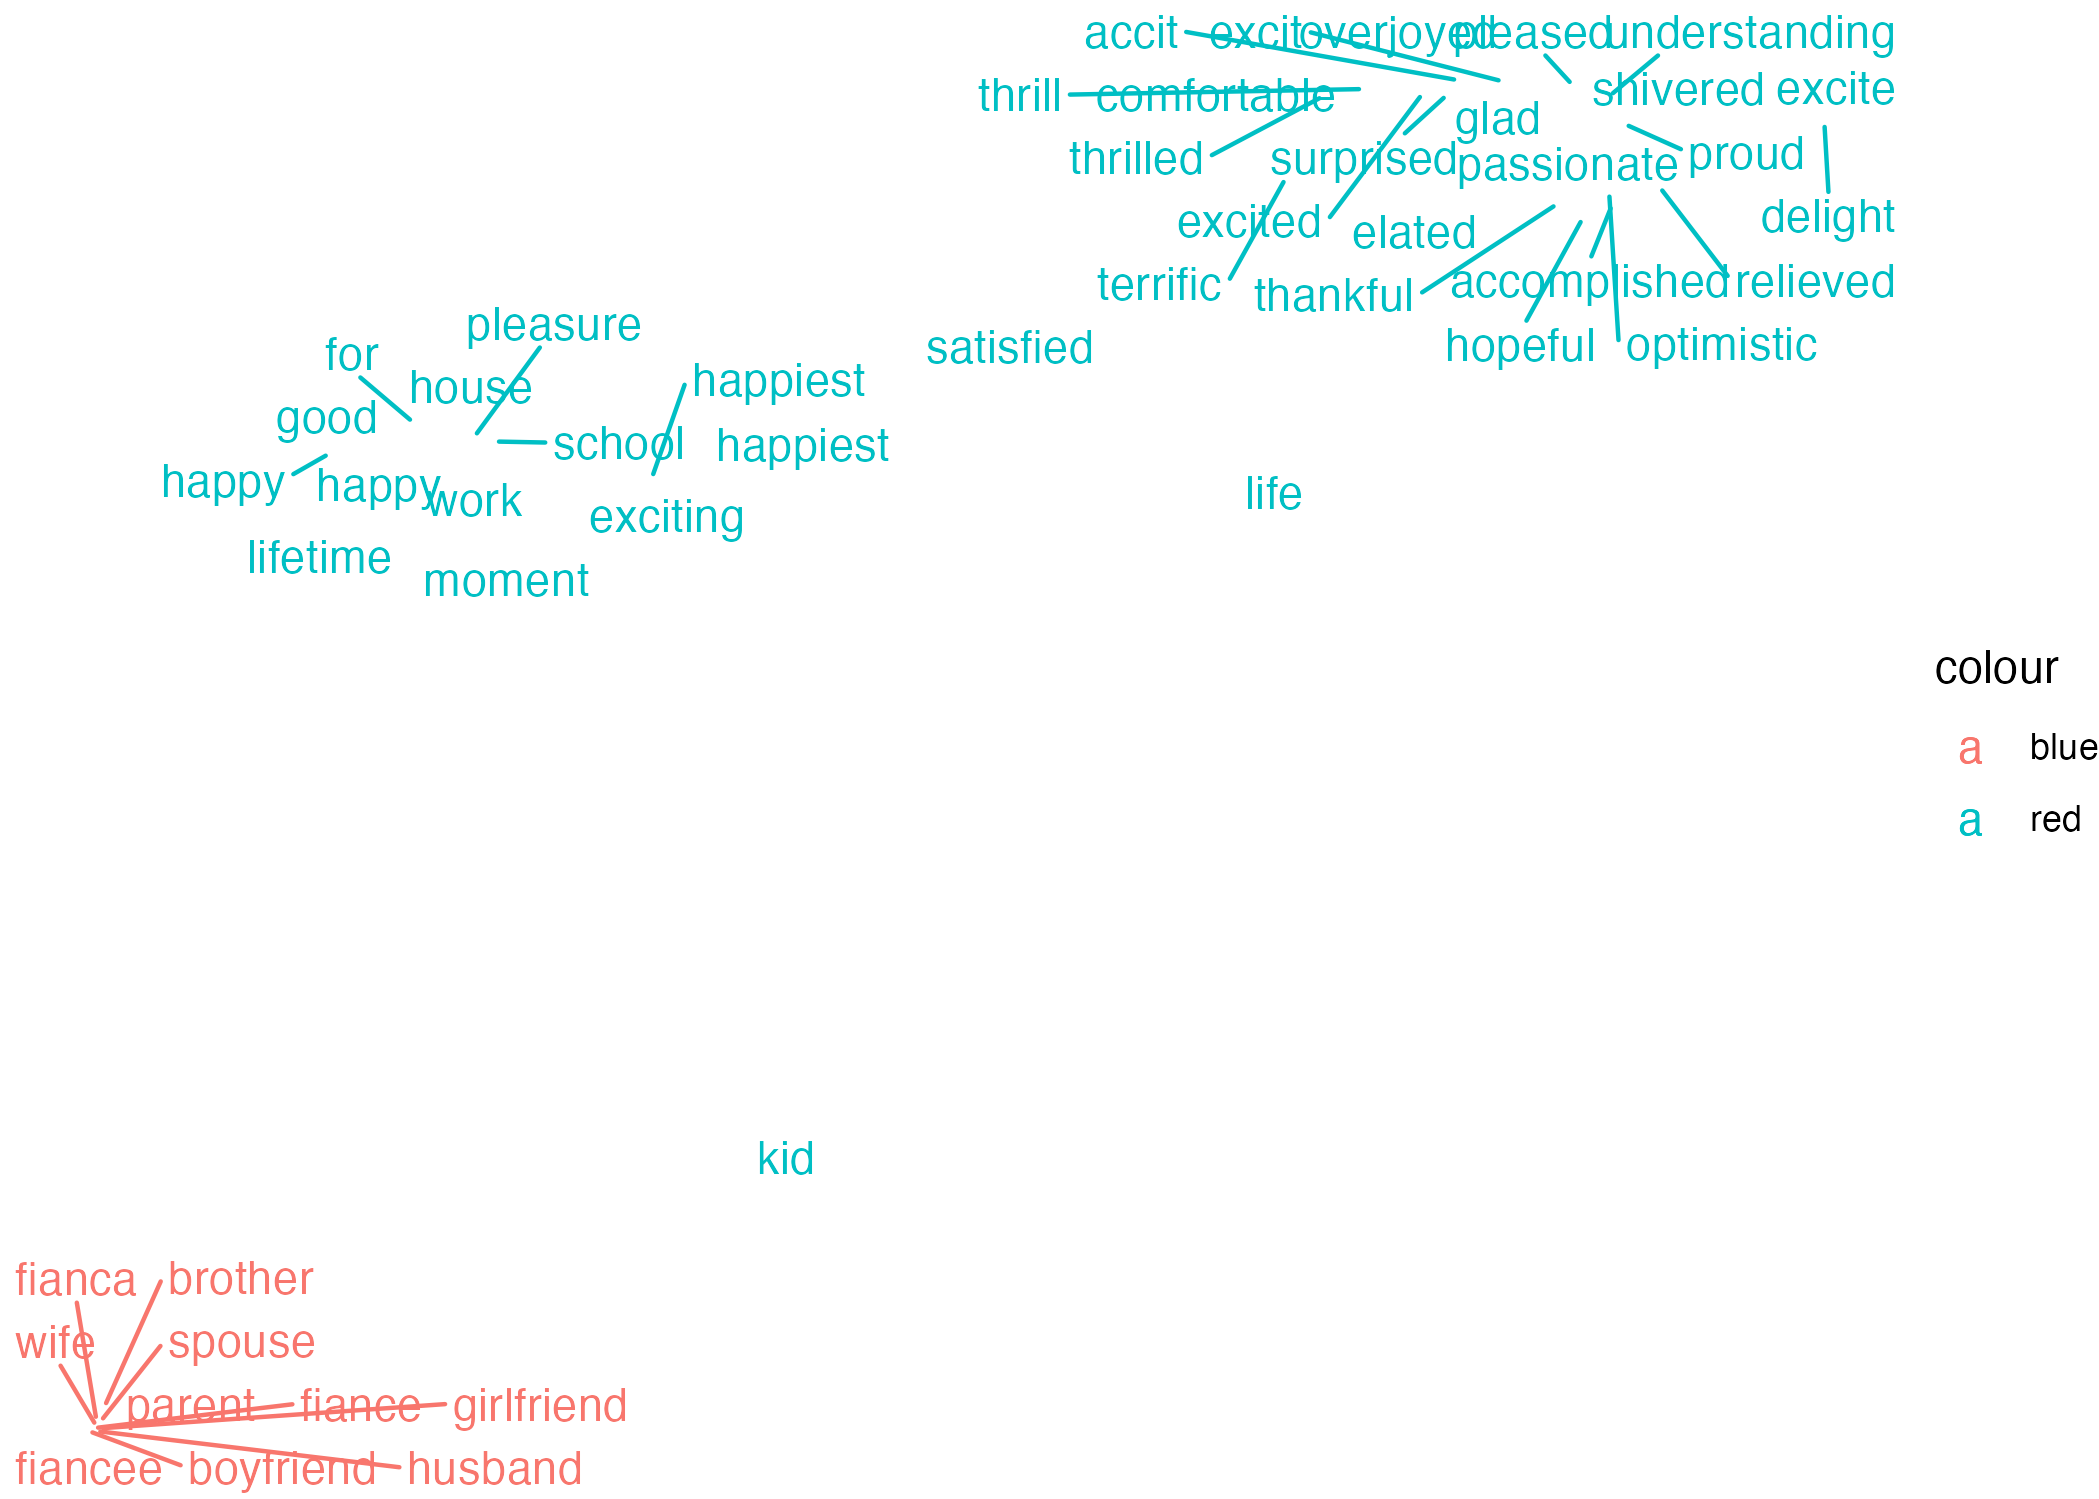 accit excit overjoyed pleased understanding
thrill comfortable glad shivered excite
thrilled surprised passionate proud
excited elated delight
terrific thankful accomplished relieved
satisfied hopeful optimistic
pleasure
for
house happiest
good school happiest
happy happy work exciting
life
lifetime moment
colour
a blue
a red
kid
fianca brother
wife spouse
parent fiance girlfriend
fiancee boyfriend husband